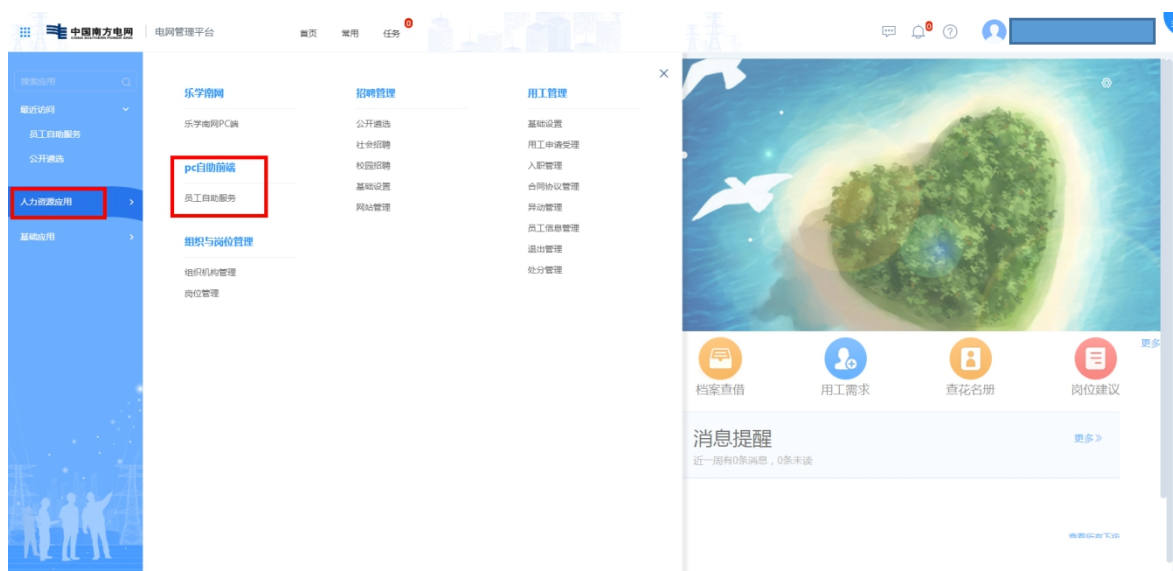 中国南方电网
电网管理平台
首页
常用
任务
0
0
搜索应用
最近访问
员工自助服务
公开遴选
人力资源应用
基础应用
乐学南网
乐学南网PC端
pc自助前端
员工自助服务
组织与岗位管理
组织机构管理
岗位管理
招聘管理
公开遴选
社会招聘
校园招聘
基础设置
网站管理
用工管理
基础设置
用工申请受理
入职管理
合同协议管理
异动管理
员工信息管理
退出管理
处分管理
更多
档案查借
用工需求
查花名册
岗位建议
消息提醒
更多》
近一周有0条消息，0条未读